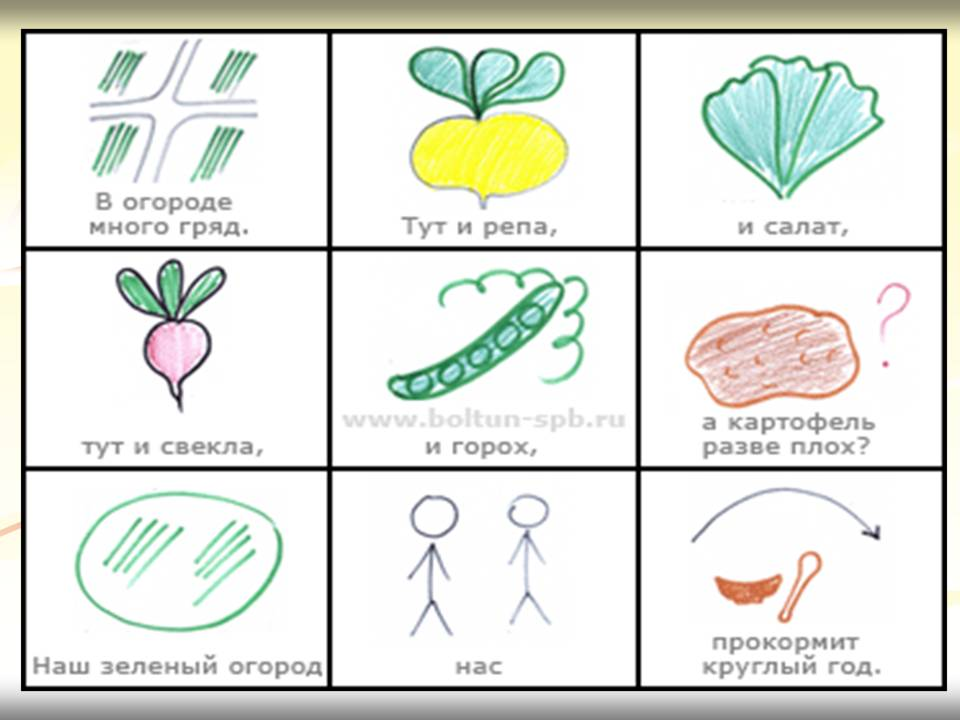 В огороде
много гряд.
Тут и репа,
и салат,
тут и свекла,
www.boltun-spb.ru
и горох,
?
а картофель
разве плох?
Наш зеленый огород
нас
прокормит
круглый год.